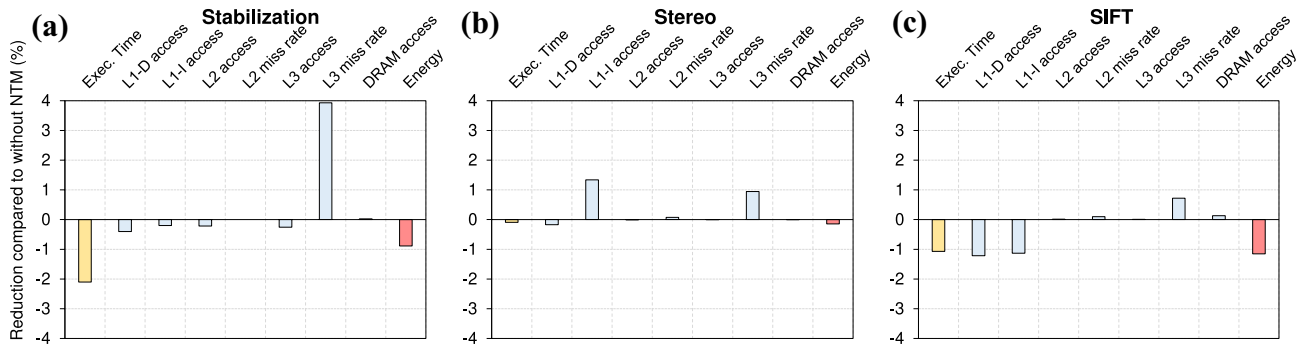 (a)
Stabilization
Exec. Time
L1-D access
L1-I access
L2 access
L2 miss rate
L3 access
L3 miss rate
DRAM access
Energy
Reduction compared to without NTM (%)
4
3
2
1
0
-1
-2
-3
-4
(b)
Stereo
Exec. Time
L1-D access
L1-I access
L2 access
L2 miss rate
L3 access
L3 miss rate
DRAM access
Energy
4
3
2
1
0
-1
-2
-3
-4
(c)
SIFT
Exec. Time
L1-D access
L1-I access
L2 access
L2 miss rate
L3 access
L3 miss rate
DRAM access
Energy
4
3
2
1
0
-1
-2
-3
-4